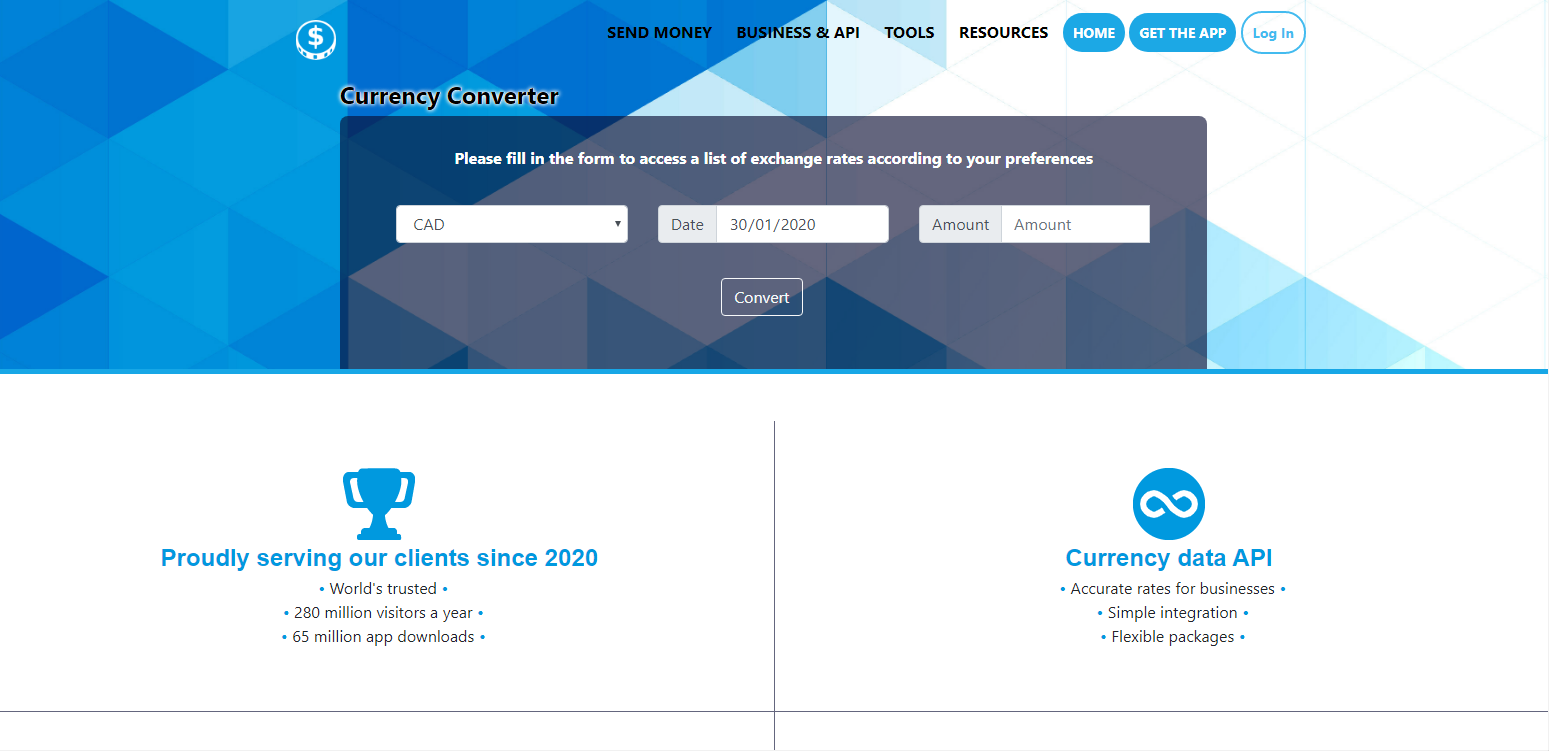 $
SEND MONEY BUSINESS & API TOOLS RESOURCES HOME GET THE APP Log In
Currency Converter
Please fill in the form to access a list of exchange rates according to your preferences
CAD Date 30/01/2020 Amount Amount
Convert
Proudly serving our clients since 2020
• World's trusted •
• 280 million visitors a year •
• 65 million app downloads •
Currency data API
• Accurate rates for businesses •
• Simple integration •
• Flexible packages •